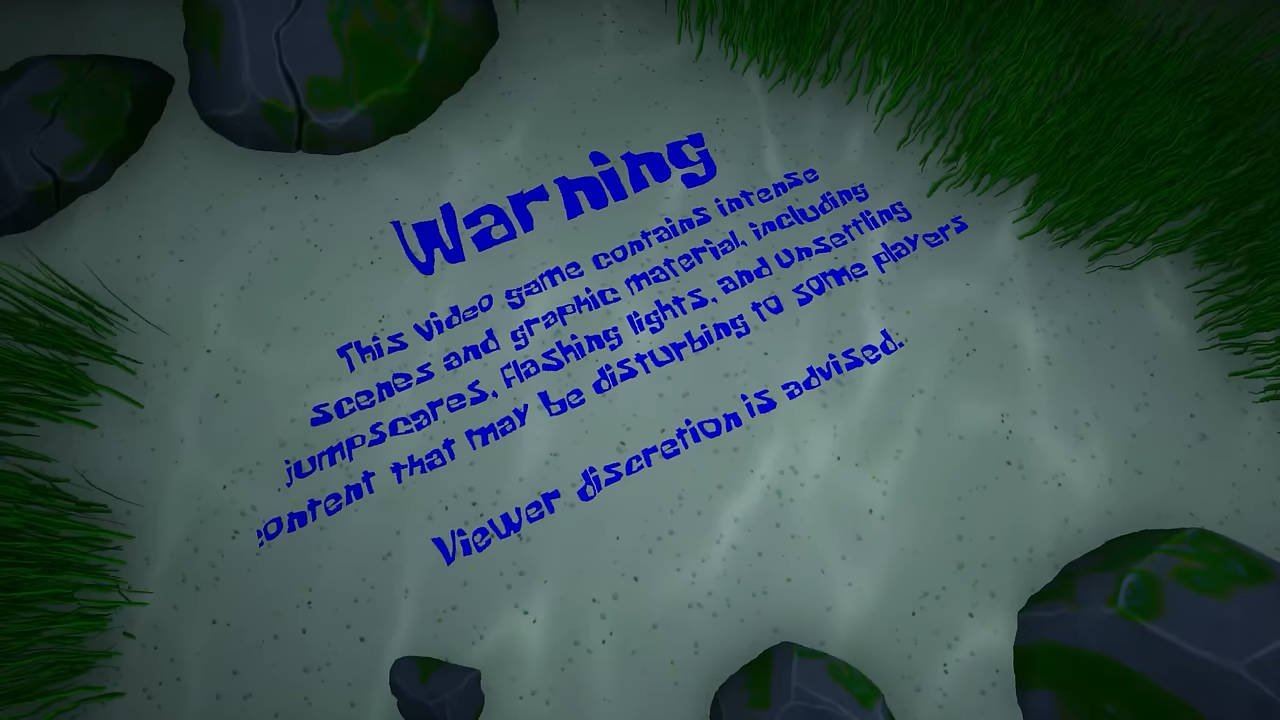 Warning
This video game contains intense
scenes and graphic material, including
jumpscares, flashing lights, and unsettling
content that may be disturbing to some players
Viewer discretion is advised.